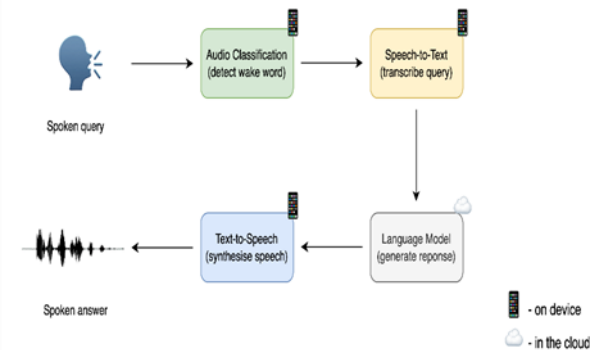 Audio Classification
(detect wake word)
Speech-to-Text
(transcribe query)
Spoken query
Text-to-Speech
(synthesise speech)
Language Model
(generate reponse)
Spoken answer
- on device
- in the cloud